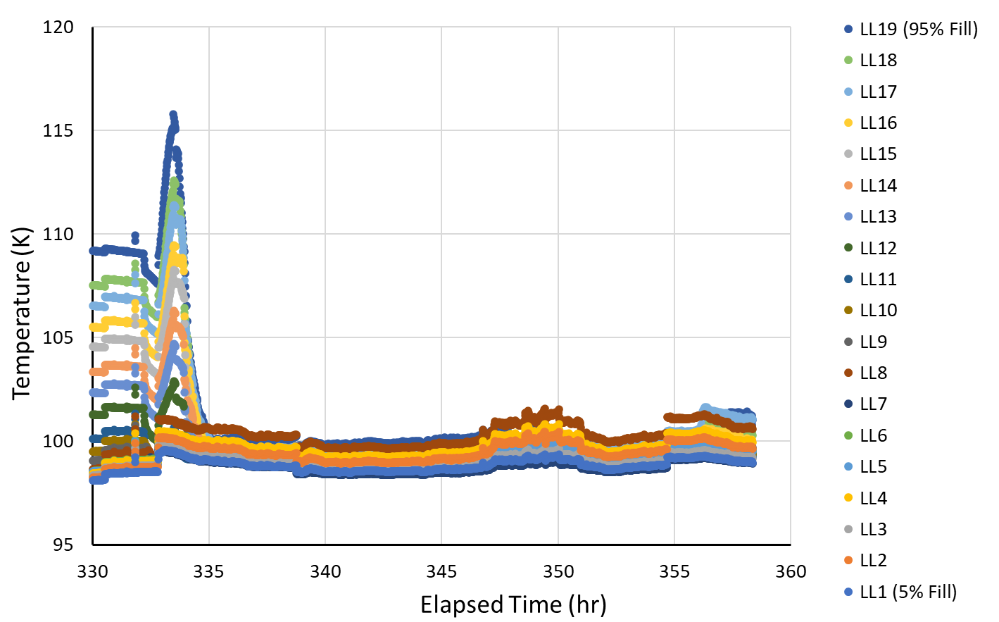 120
115
110
105
100
95
330
335
340
345
350
355
360
Temperature (K)
Elapsed Time (hr)
LL19 (95% Fill)
LL18
LL17
LL16
LL15
LL14
LL13
LL12
LL11
LL10
LL9
LL8
LL7
LL6
LL5
LL4
LL3
LL2
LL1 (5% Fill)